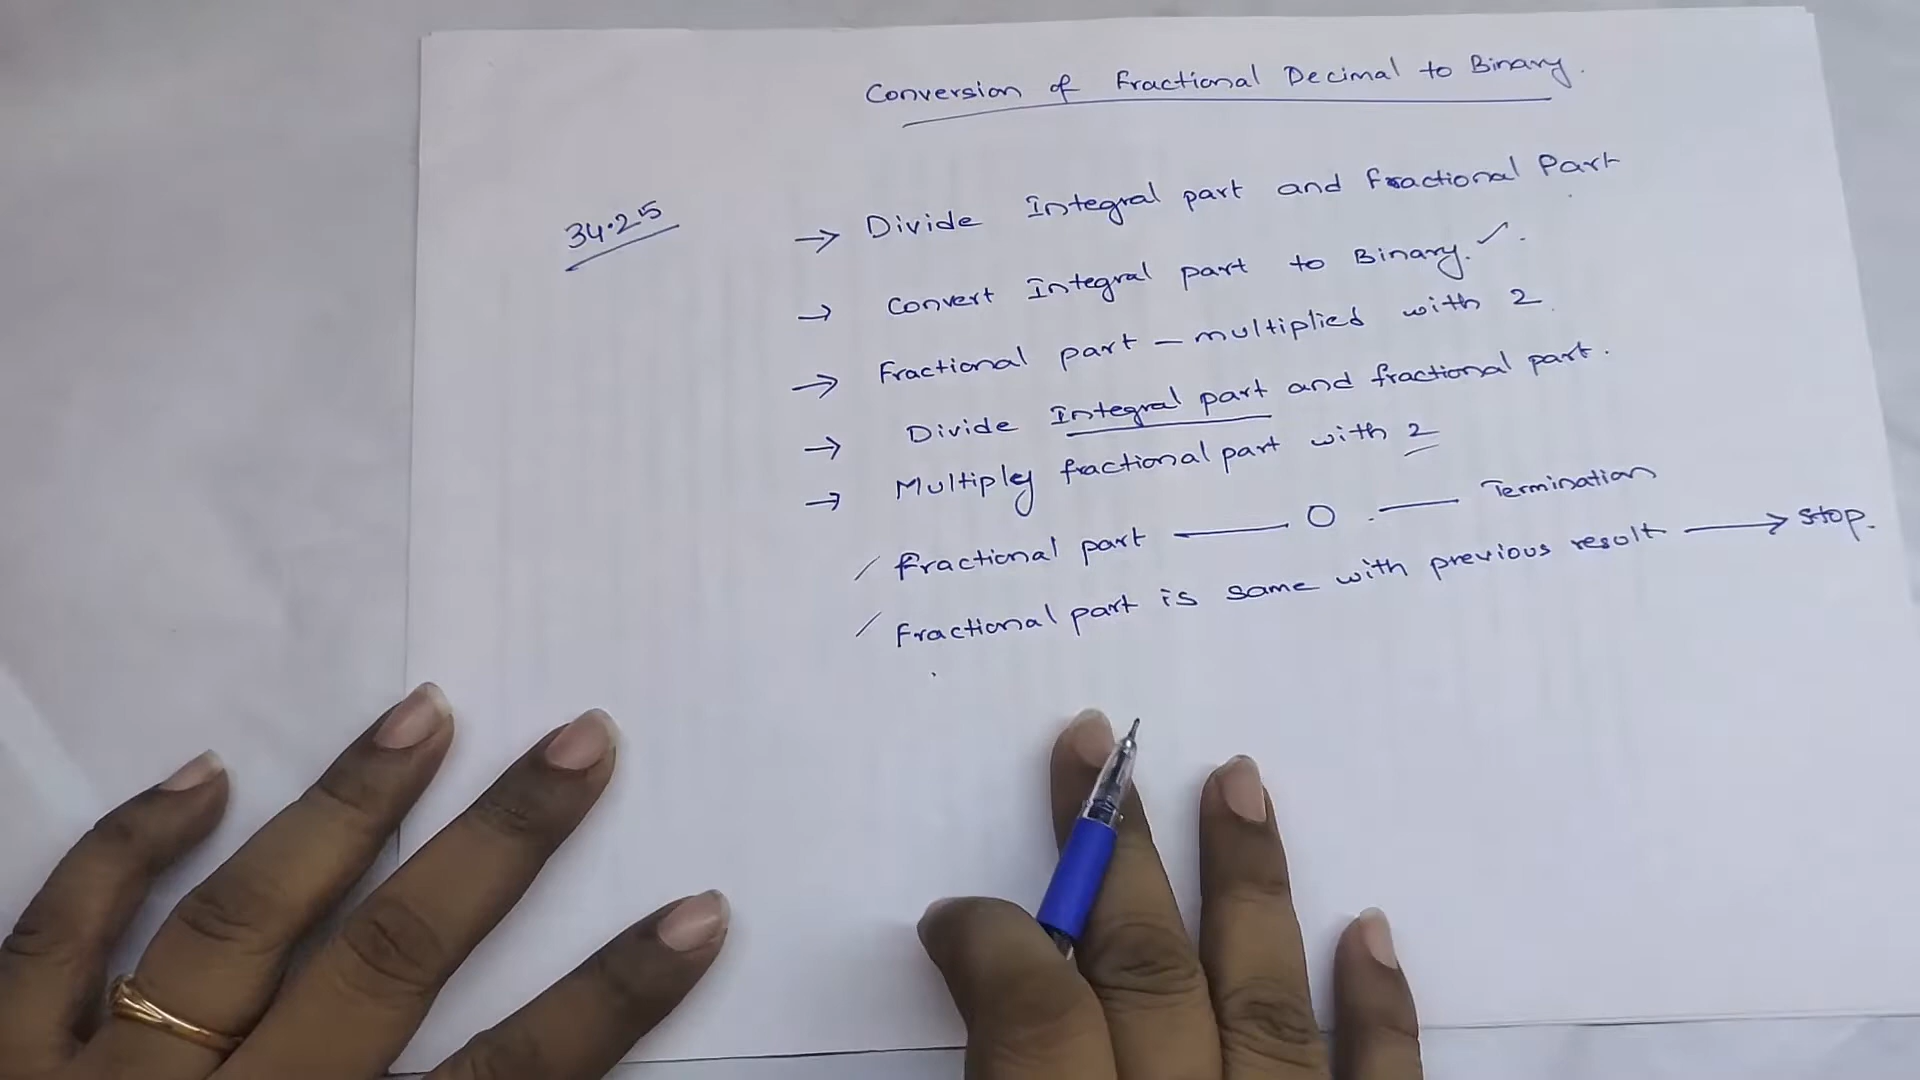 Conversion of Fractional Decimal to Binary.
34.25
→ Divide Integral part and Fractional Part
→ Convert Integral part to Binary. ✓.
→ Fractional part — multiplied with 2.
→ Divide Integral part and fractional part.
→ Multiply fractional part with 2
/ Fractional part — 0. — Termination
/ Fractional part is same with previous result → stop.